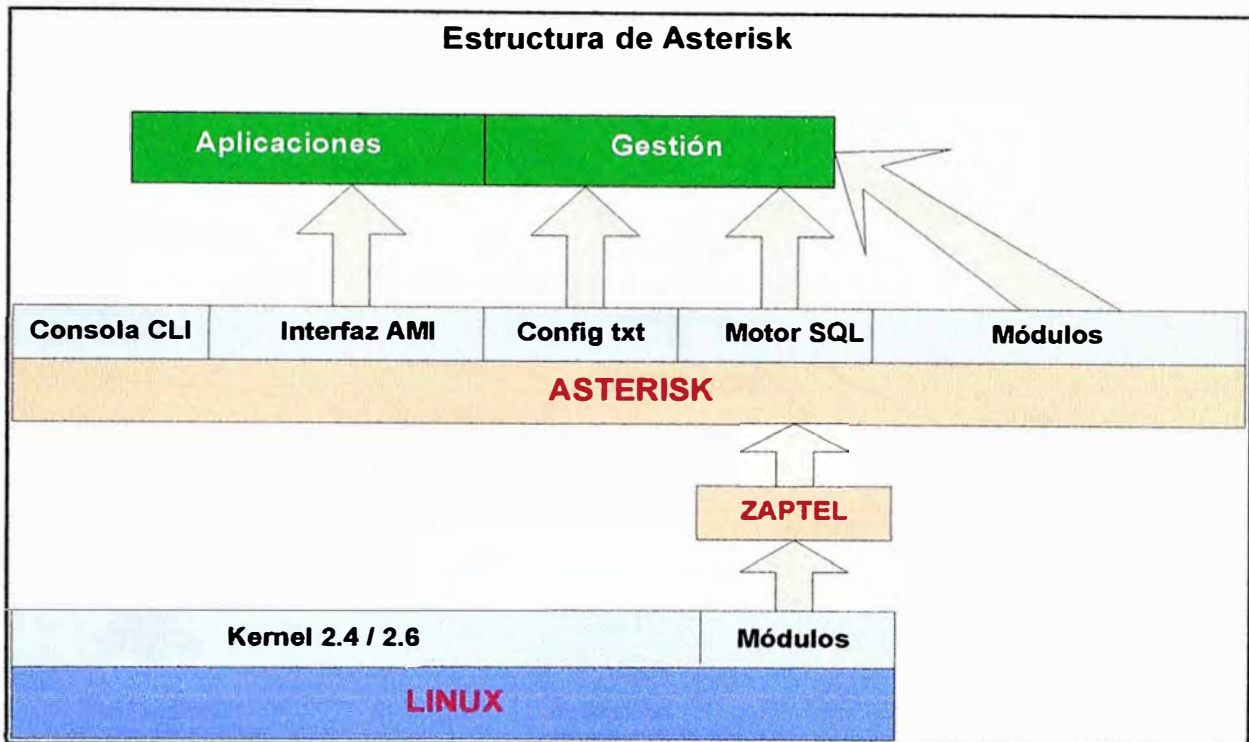 Estructura de Asterisk
Aplicaciones
Gestión
Consola CLI
Interfaz AMI
Config txt
Motor SQL
Módulos
ASTERISK
ZAPTEL
Kernel 2.4 / 2.6
Módulos
LINUX